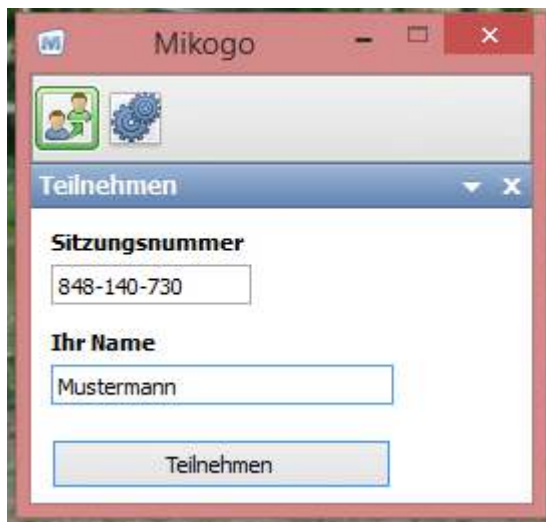 Mikogo
Teilnehmen
Sitzungsnummer
848-140-730
Ihr Name
Mustermann
Teilnehmen